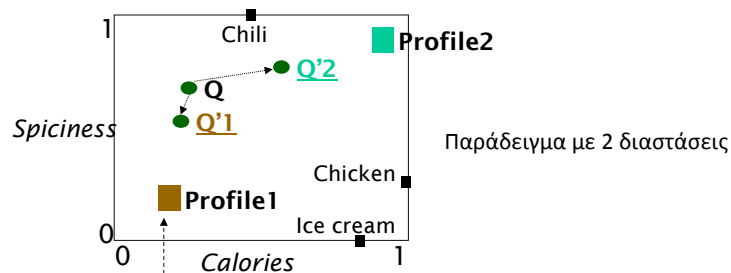 1
Chili
Profile2
Q'2
Q
Q'1
Spiciness
Παράδειγμα με 2 διαστάσεις
Chicken
Profile1
Ice cream
0
0
1
Calories